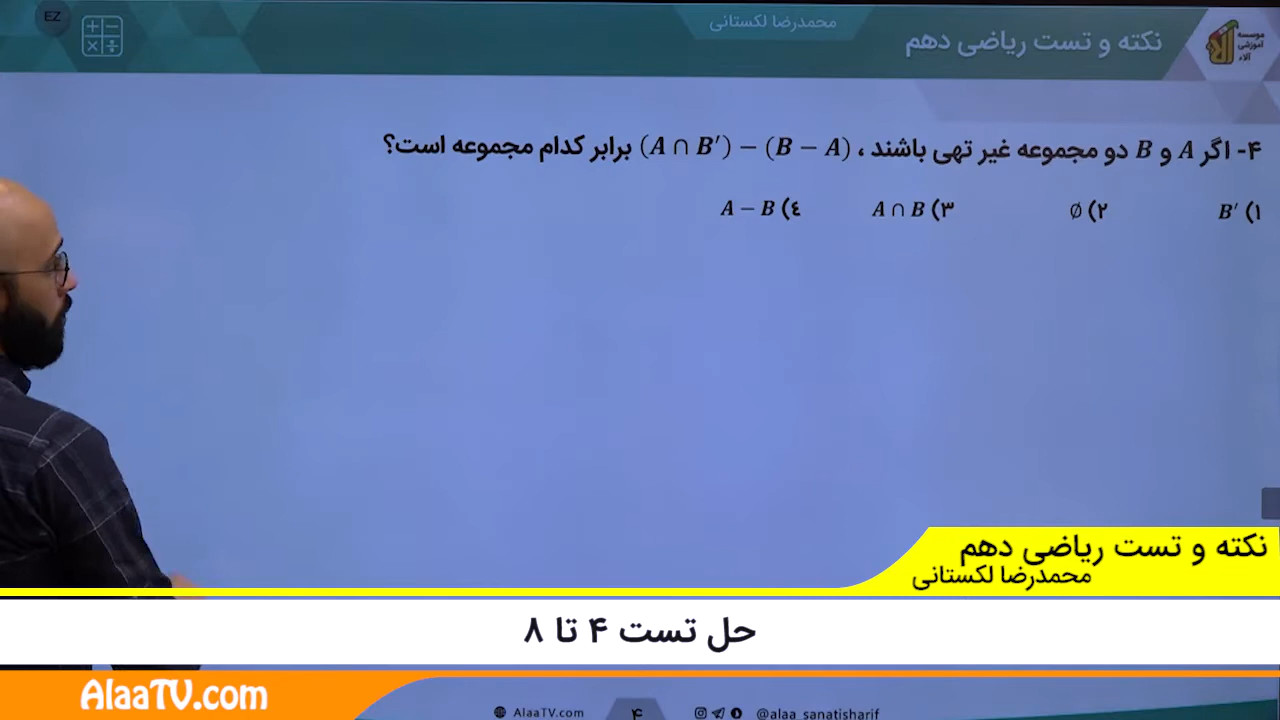 EZ
محمدرضا لکستانی
نکته و تست ریاضی دهم
موسسه
آموزشی
آلاء
۴- اگر A و B دو مجموعه غیر تهی باشند ، (A ∩ B′) − (B − A) برابر کدام مجموعه است؟
۱) B′ ۲) ∅ ۳) A ∩ B ٤) A − B
نکته و تست ریاضی دهم
محمدرضا لکستانی
حل تست ۴ تا ۸
AlaaTV.com
AlaaTV.com ۴ @alaa_sanatisharif